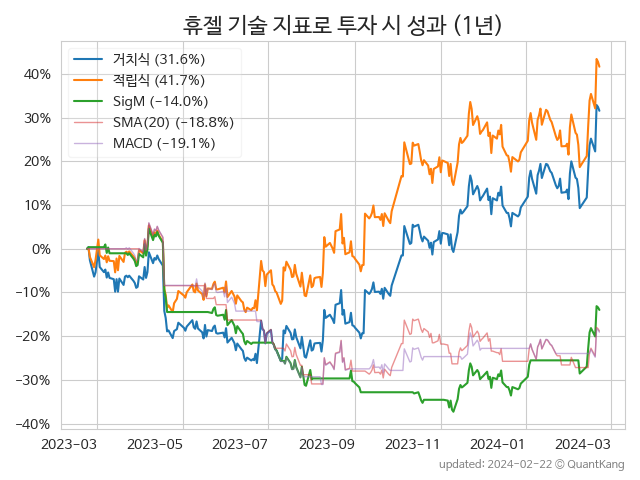 휴젤 기술 지표로 투자 시 성과 (1년)
거치식 (31.6%)
적립식 (41.7%)
SigM (−14.0%)
SMA(20) (−18.8%)
MACD (−19.1%)
40%
30%
20%
10%
0%
−10%
−20%
−30%
−40%
2023-03 2023-05 2023-07 2023-09 2023-11 2024-01 2024-03
updated: 2024-02-22 © QuantKang